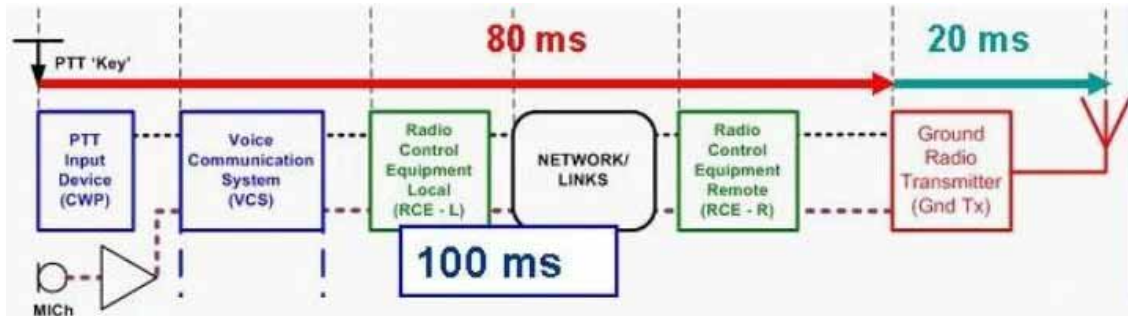 80 ms
20 ms
PTT 'Key'
PTT
Input
Device
(CWP)
Voice
Communication
System
(VCS)
Radio
Control
Equipment
Local
(RCE - L)
NETWORK/
LINKS
Radio
Control
Equipment
Remote
(RCE - R)
Ground
Radio
Transmitter
(Gnd Tx)
100 ms
MICh